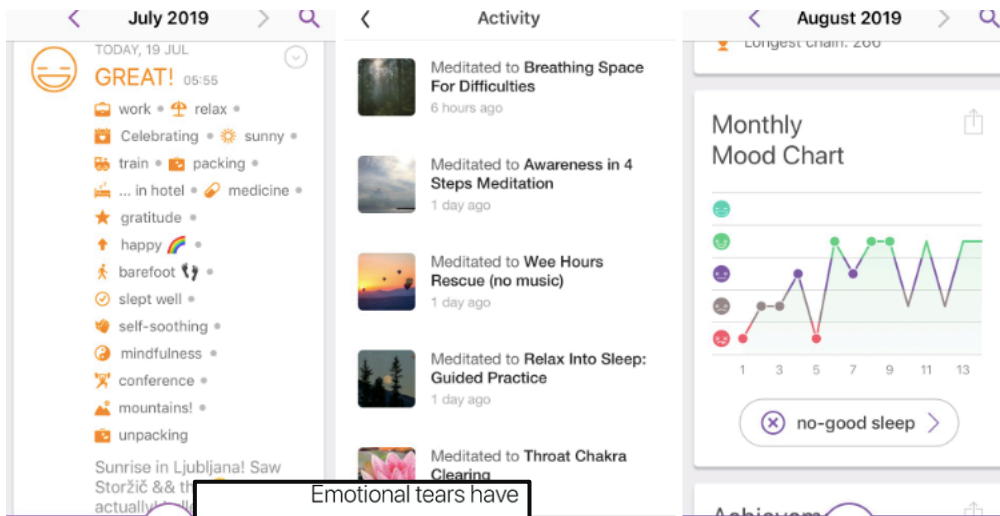 July 2019
TODAY, 19 JUL
GREAT! 05:55
work • relax •
Celebrating • sunny •
train • packing •
... in hotel • medicine •
gratitude •
happy 🌈 •
barefoot 👣 •
slept well •
self-soothing •
mindfulness •
conference •
mountains! •
unpacking
Sunrise in Ljubljana! Saw
Storžič && th
actually!
Activity
Meditated to Breathing Space
For Difficulties
6 hours ago
Meditated to Awareness in 4
Steps Meditation
1 day ago
Meditated to Wee Hours
Rescue (no music)
1 day ago
Meditated to Relax Into Sleep:
Guided Practice
1 day ago
Meditated to Throat Chakra
Clearing
Emotional tears have
August 2019
Longest chain: 266
Monthly
Mood Chart
1 3 5 7 9 11 13
no-good sleep